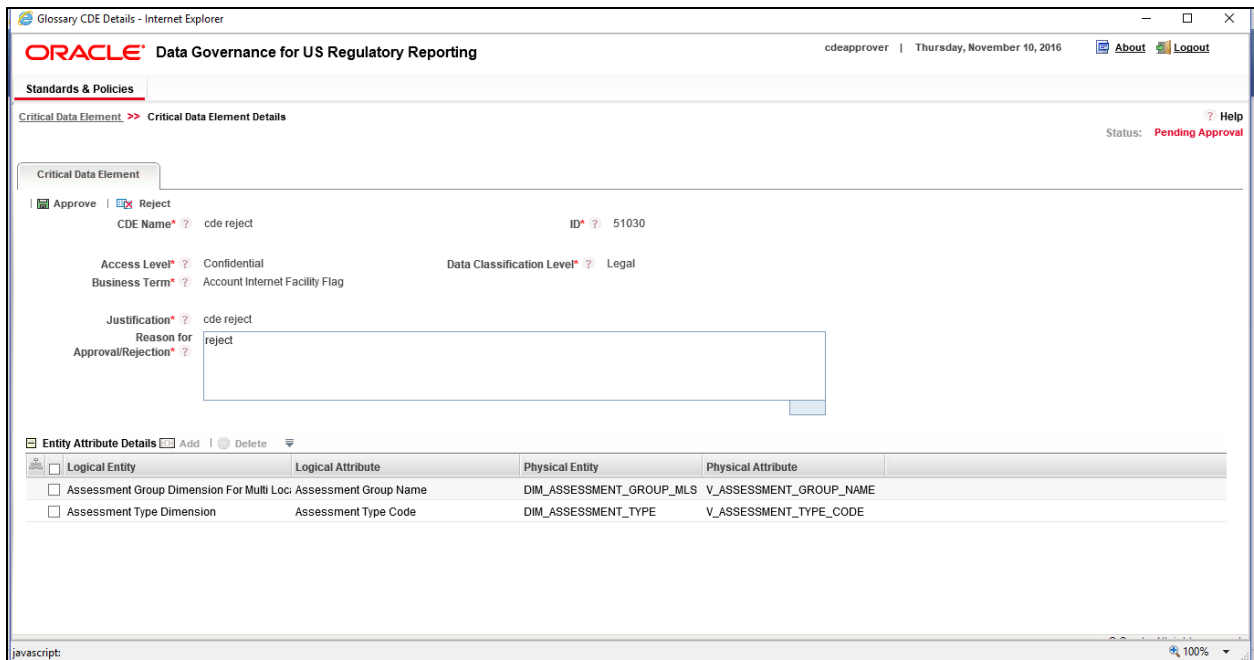 Glossary CDE Details - Internet Explorer
ORACLE Data Governance for US Regulatory Reporting
cdeapprover | Thursday, November 10, 2016 About Logout
Standards & Policies
Critical Data Element >> Critical Data Element Details
? Help
Status: Pending Approval
Critical Data Element
| Approve | Reject
CDE Name* ? cde reject ID* ? 51030
Access Level* ? Confidential Data Classification Level* ? Legal
Business Term* ? Account Internet Facility Flag
Justification* ? cde reject
Reason for
Approval/Rejection* ?
reject
Entity Attribute Details Add | Delete
Logical Entity Logical Attribute Physical Entity Physical Attribute
Assessment Group Dimension For Multi Loca Assessment Group Name DIM_ASSESSMENT_GROUP_MLS V_ASSESSMENT_GROUP_NAME
Assessment Type Dimension Assessment Type Code DIM_ASSESSMENT_TYPE V_ASSESSMENT_TYPE_CODE
javascript:
100%